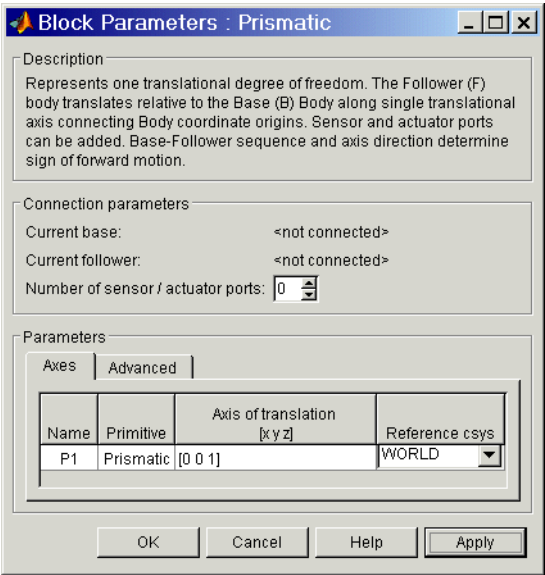 Block Parameters : Prismatic
Description
Represents one translational degree of freedom. The Follower (F)
body translates relative to the Base (B) Body along single translational
axis connecting Body coordinate origins. Sensor and actuator ports
can be added. Base-Follower sequence and axis direction determine
sign of forward motion.
Connection parameters
Current base: <not connected>
Current follower: <not connected>
Number of sensor / actuator ports: 0
Parameters
Axes Advanced
Axis of translation
Name Primitive [x y z] Reference csys
P1 Prismatic [0 0 1] WORLD
OK Cancel Help Apply